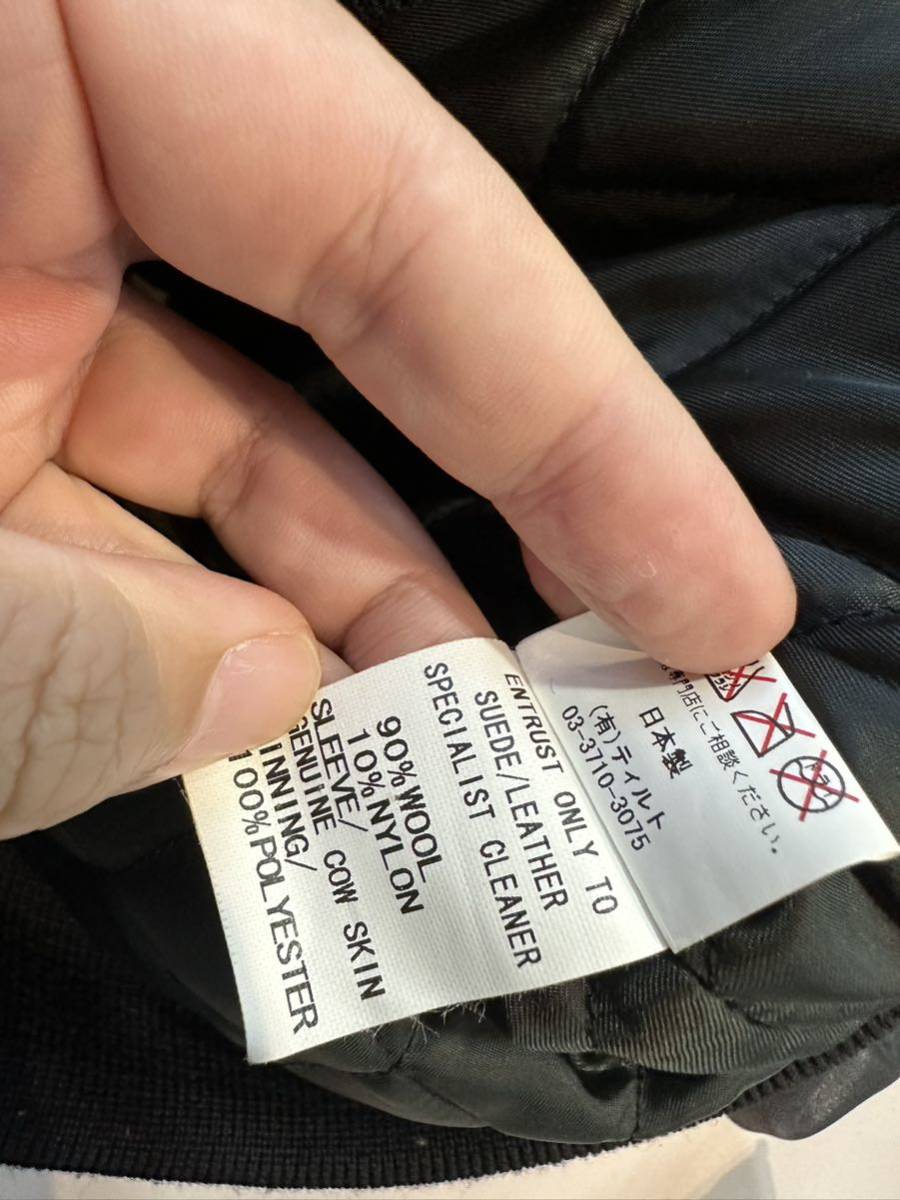 ENTRUST ONLY TO
SUEDE/LEATHER
SPECIALIST CLEANER
90%WOOL
10%NYLON
SLEEVE/
GENUINE COW SKIN
INNING/
100%POLYESTER
専門店にご相談ください。
日本製
(有)ティルト
03-3710-3075